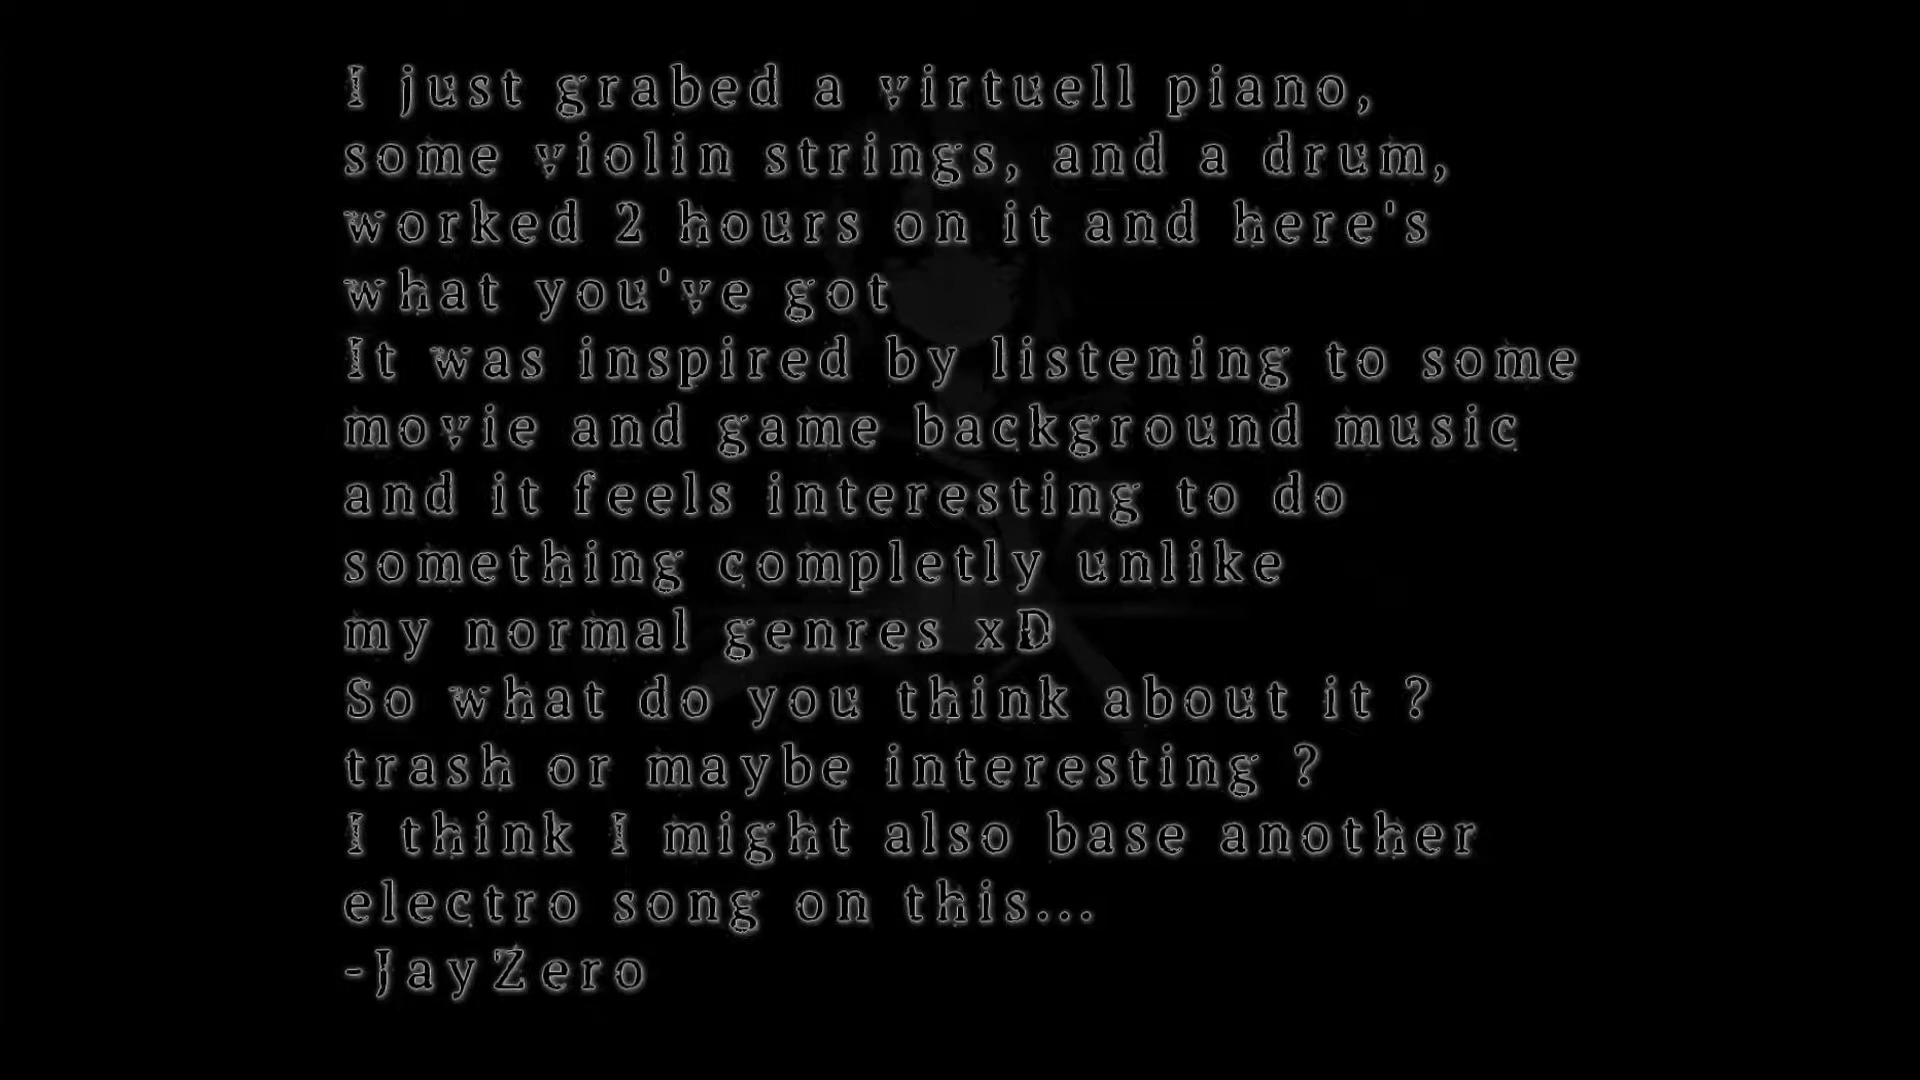 I just grabed a virtuell piano,
some violin strings, and a drum,
worked 2 hours on it and here's
what you've got
It was inspired by listening to some
movie and game background music
and it feels interesting to do
something completly unlike
my normal genres xD
So what do you think about it ?
trash or maybe interesting ?
I think I might also base another
electro song on this...
-JayZero